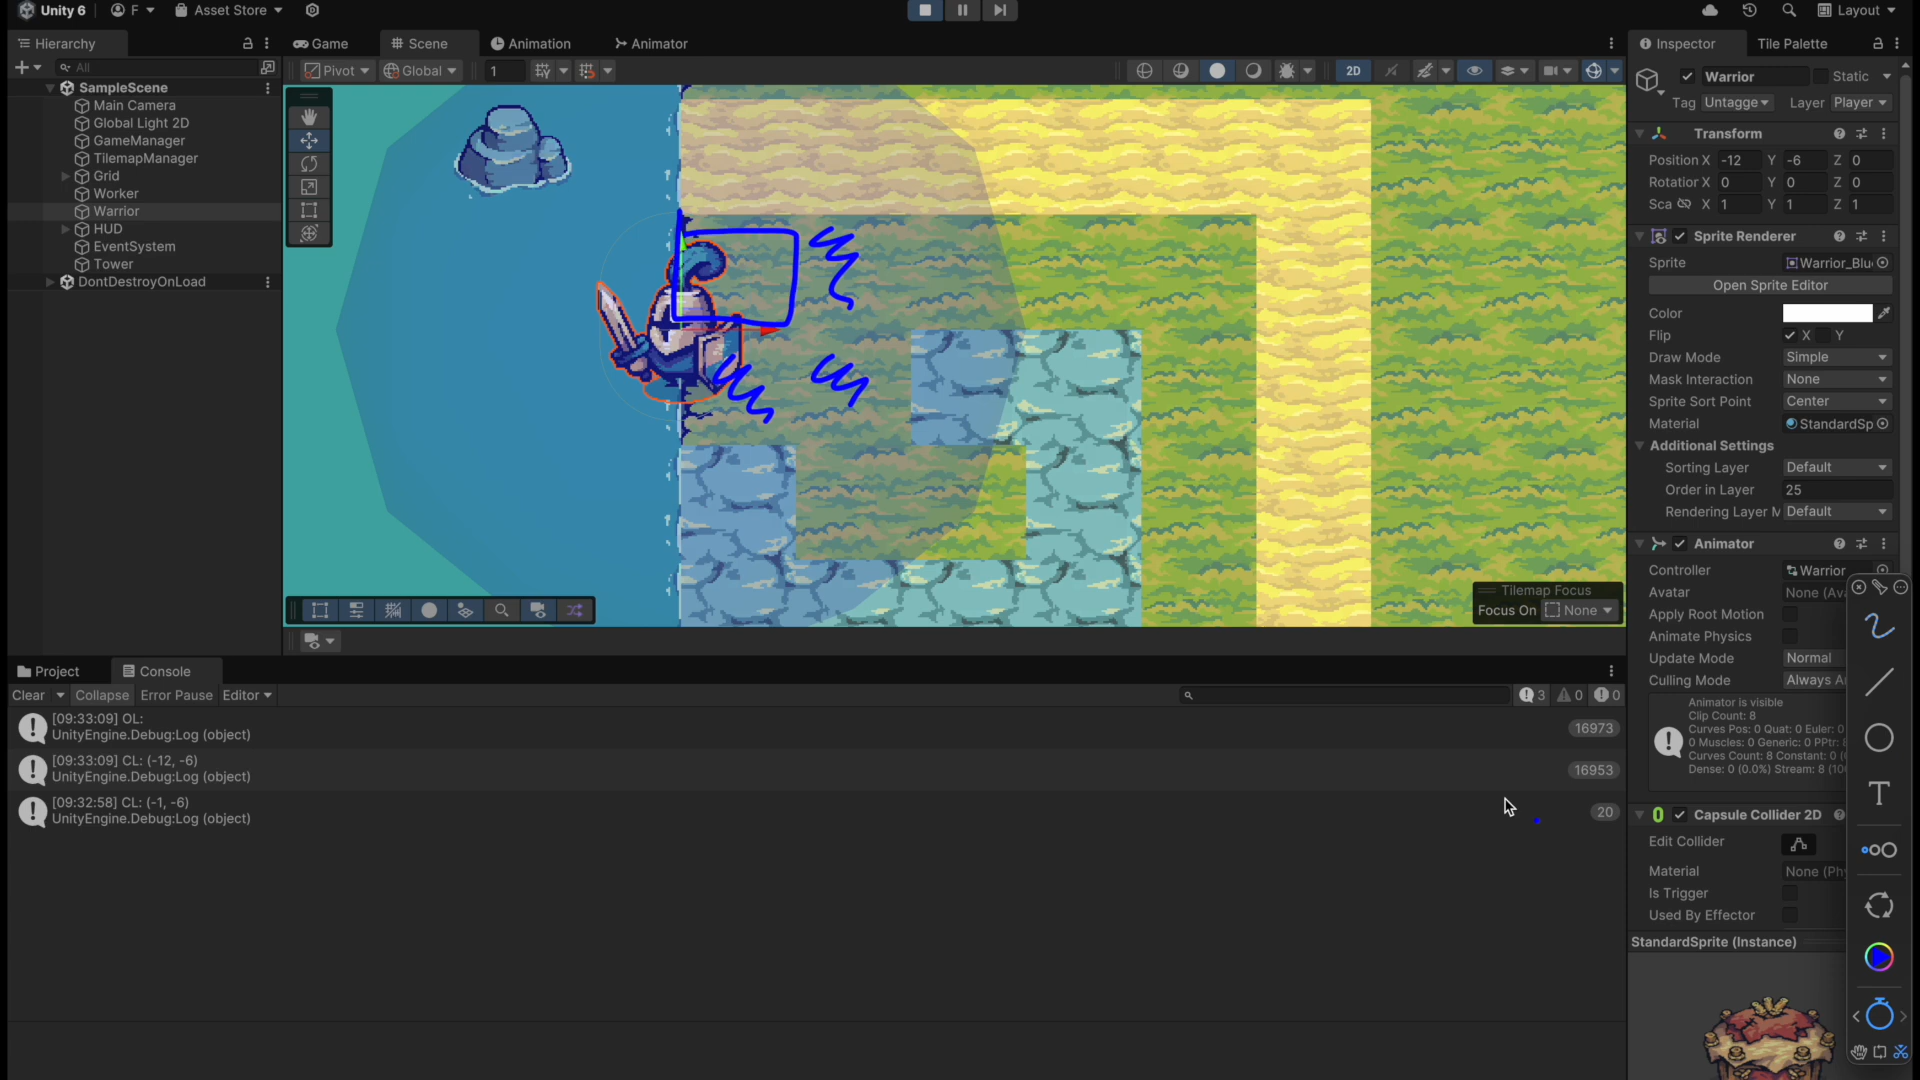 Unity 6
F
Asset Store
Layout
Hierarchy
All
SampleScene
Main Camera
Global Light 2D
GameManager
TilemapManager
Grid
Worker
Warrior
HUD
EventSystem
Tower
DontDestroyOnLoad
Game
Scene
Animation
Animator
Pivot
Global
1
2D
Tilemap Focus
Focus On
None
Project
Console
Clear
Collapse
Error Pause
Editor
3
0
0
[09:33:09] OL:
UnityEngine.Debug:Log (object)
16973
[09:33:09] CL: (-12, -6)
UnityEngine.Debug:Log (object)
16953
[09:32:58] CL: (-1, -6)
UnityEngine.Debug:Log (object)
20
Inspector
Tile Palette
Warrior
Static
Tag
Untagge
Layer
Player
Transform
Position X -12 Y -6 Z 0
Rotatior X 0 Y 0 Z 0
Sca X 1 Y 1 Z 1
Sprite Renderer
Sprite
Warrior_Blu
Open Sprite Editor
Color
Flip
X Y
Draw Mode
Simple
Mask Interaction
None
Sprite Sort Point
Center
Material
StandardSp
Additional Settings
Sorting Layer
Default
Order in Layer
25
Rendering Layer M
Default
Animator
Controller
Warrior
Avatar
None (Ava
Apply Root Motion
Animate Physics
Update Mode
Normal
Culling Mode
Always A
Animator is visible
Clip Count: 8
Curves Pos: 0 Quat: 0 Euler: 0
0 Muscles: 0 Generic: 0 PPtr: 8
Curves Count: 8 Constant: 0 (
Dense: 0 (0.0%) Stream: 8 (10
Capsule Collider 2D
Edit Collider
Material
None (Phy
Is Trigger
Used By Effector
StandardSprite (Instance)
T